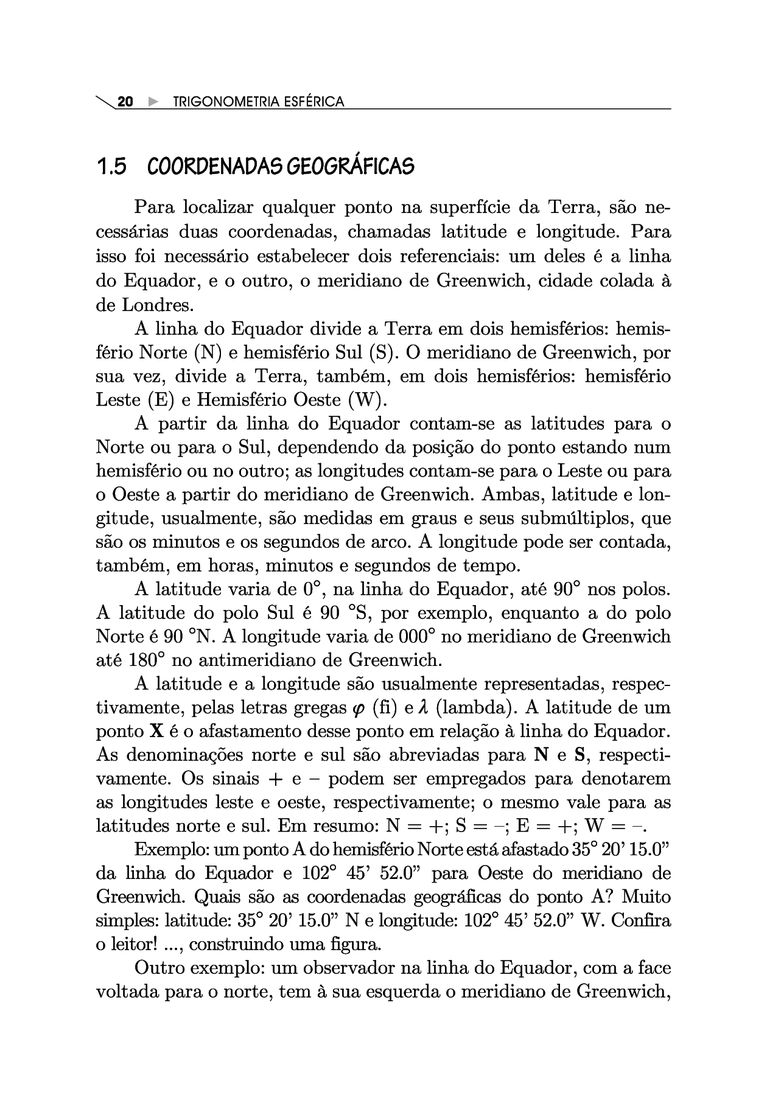 20 ▶ TRIGONOMETRIA ESFÉRICA
1.5 COORDENADAS GEOGRÁFICAS
Para localizar qualquer ponto na superfície da Terra, são ne-
cessárias duas coordenadas, chamadas latitude e longitude. Para
isso foi necessário estabelecer dois referenciais: um deles é a linha
do Equador, e o outro, o meridiano de Greenwich, cidade colada à
de Londres.
A linha do Equador divide a Terra em dois hemisférios: hemis-
fério Norte (N) e hemisfério Sul (S). O meridiano de Greenwich, por
sua vez, divide a Terra, também, em dois hemisférios: hemisfério
Leste (E) e Hemisfério Oeste (W).
A partir da linha do Equador contam-se as latitudes para o
Norte ou para o Sul, dependendo da posição do ponto estando num
hemisfério ou no outro; as longitudes contam-se para o Leste ou para
o Oeste a partir do meridiano de Greenwich. Ambas, latitude e lon-
gitude, usualmente, são medidas em graus e seus submúltiplos, que
são os minutos e os segundos de arco. A longitude pode ser contada,
também, em horas, minutos e segundos de tempo.
A latitude varia de 0°, na linha do Equador, até 90° nos polos.
A latitude do polo Sul é 90 °S, por exemplo, enquanto a do polo
Norte é 90 °N. A longitude varia de 000° no meridiano de Greenwich
até 180° no antimeridiano de Greenwich.
A latitude e a longitude são usualmente representadas, respec-
tivamente, pelas letras gregas φ (fi) e λ (lambda). A latitude de um
ponto X é o afastamento desse ponto em relação à linha do Equador.
As denominações norte e sul são abreviadas para N e S, respecti-
vamente. Os sinais + e – podem ser empregados para denotarem
as longitudes leste e oeste, respectivamente; o mesmo vale para as
latitudes norte e sul. Em resumo: N = +; S = –; E = +; W = –.
Exemplo: um ponto A do hemisfério Norte está afastado 35° 20’ 15.0”
da linha do Equador e 102° 45’ 52.0” para Oeste do meridiano de
Greenwich. Quais são as coordenadas geográficas do ponto A? Muito
simples: latitude: 35° 20’ 15.0” N e longitude: 102° 45’ 52.0” W. Confira
o leitor! ..., construindo uma figura.
Outro exemplo: um observador na linha do Equador, com a face
voltada para o norte, tem à sua esquerda o meridiano de Greenwich,